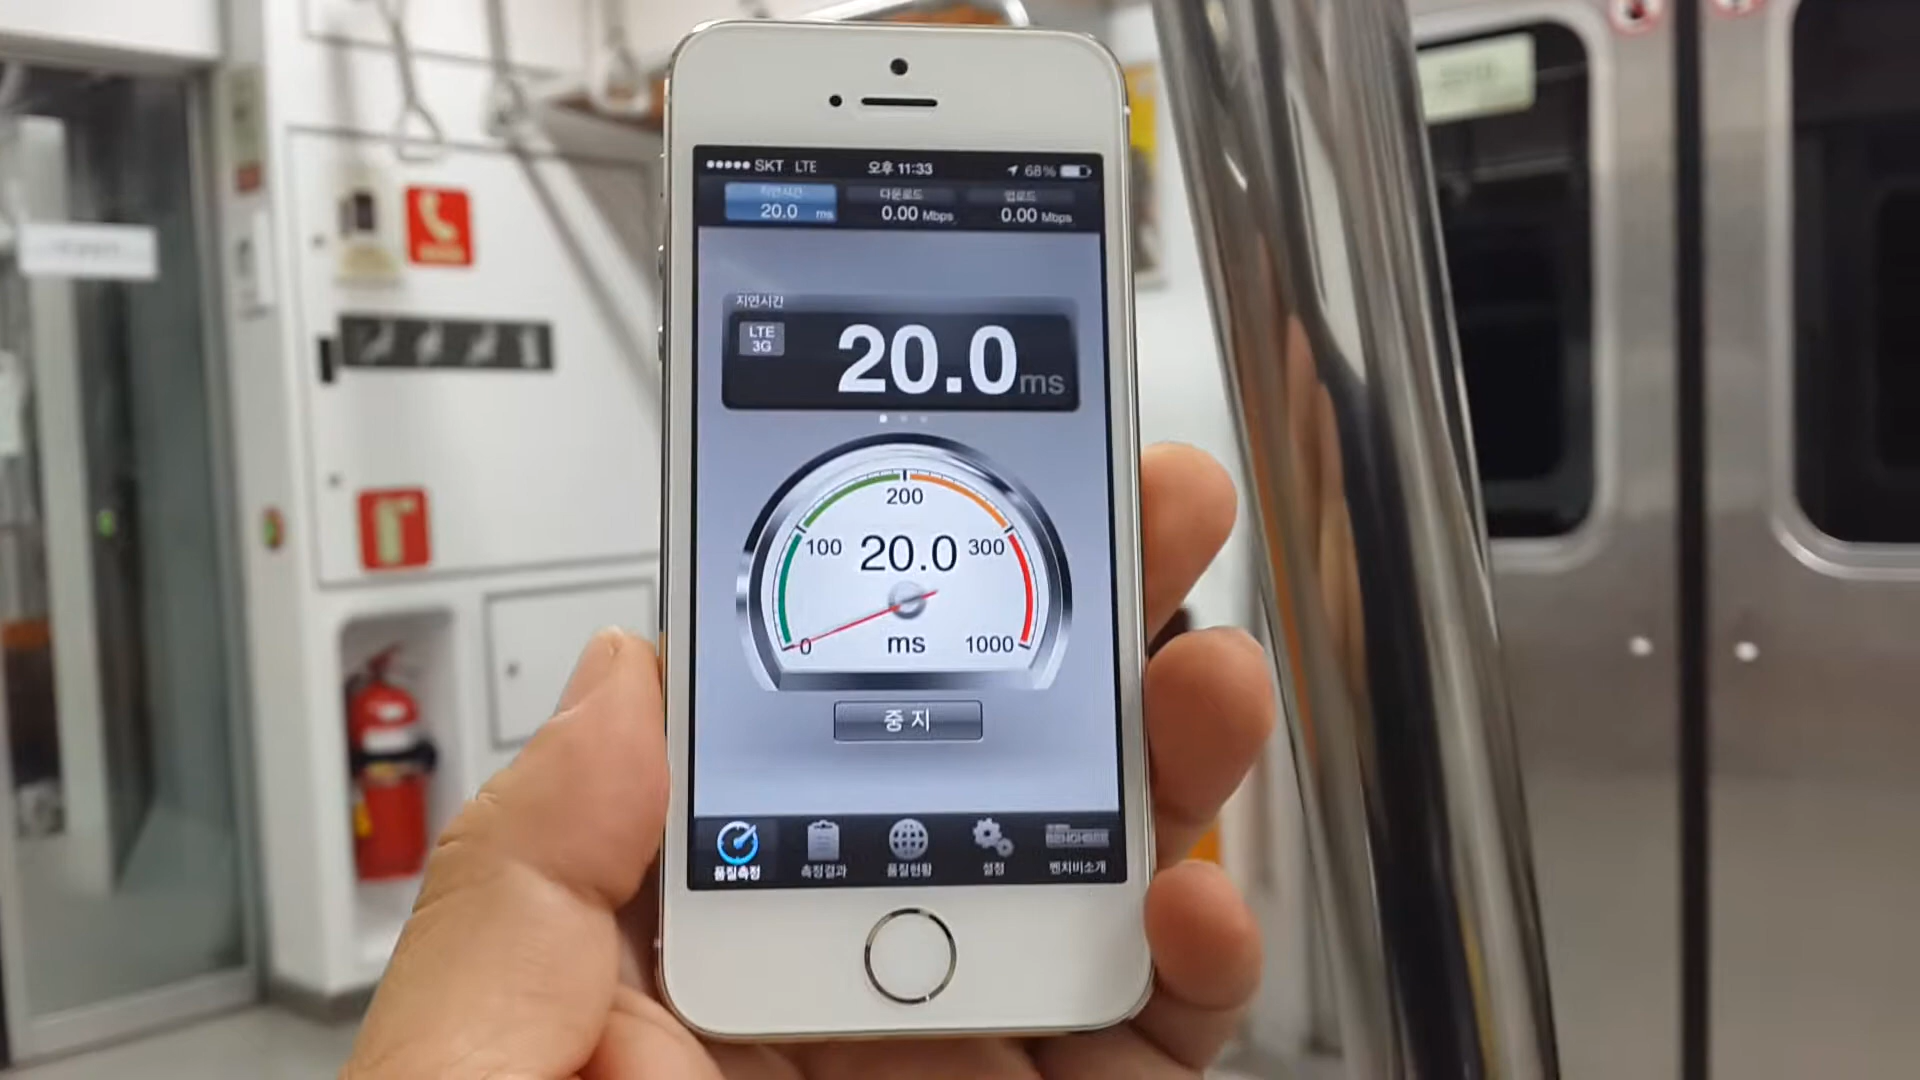 SKT LTE 오후 11:33 68%
지연시간 다운로드 업로드
20.0 ms 0.00 Mbps 0.00 Mbps
지연시간
LTE
3G
20.0 ms
200
100 20.0 300
0 ms 1000
중지
품질측정 측정결과 품질현황 설정 벤치비소개